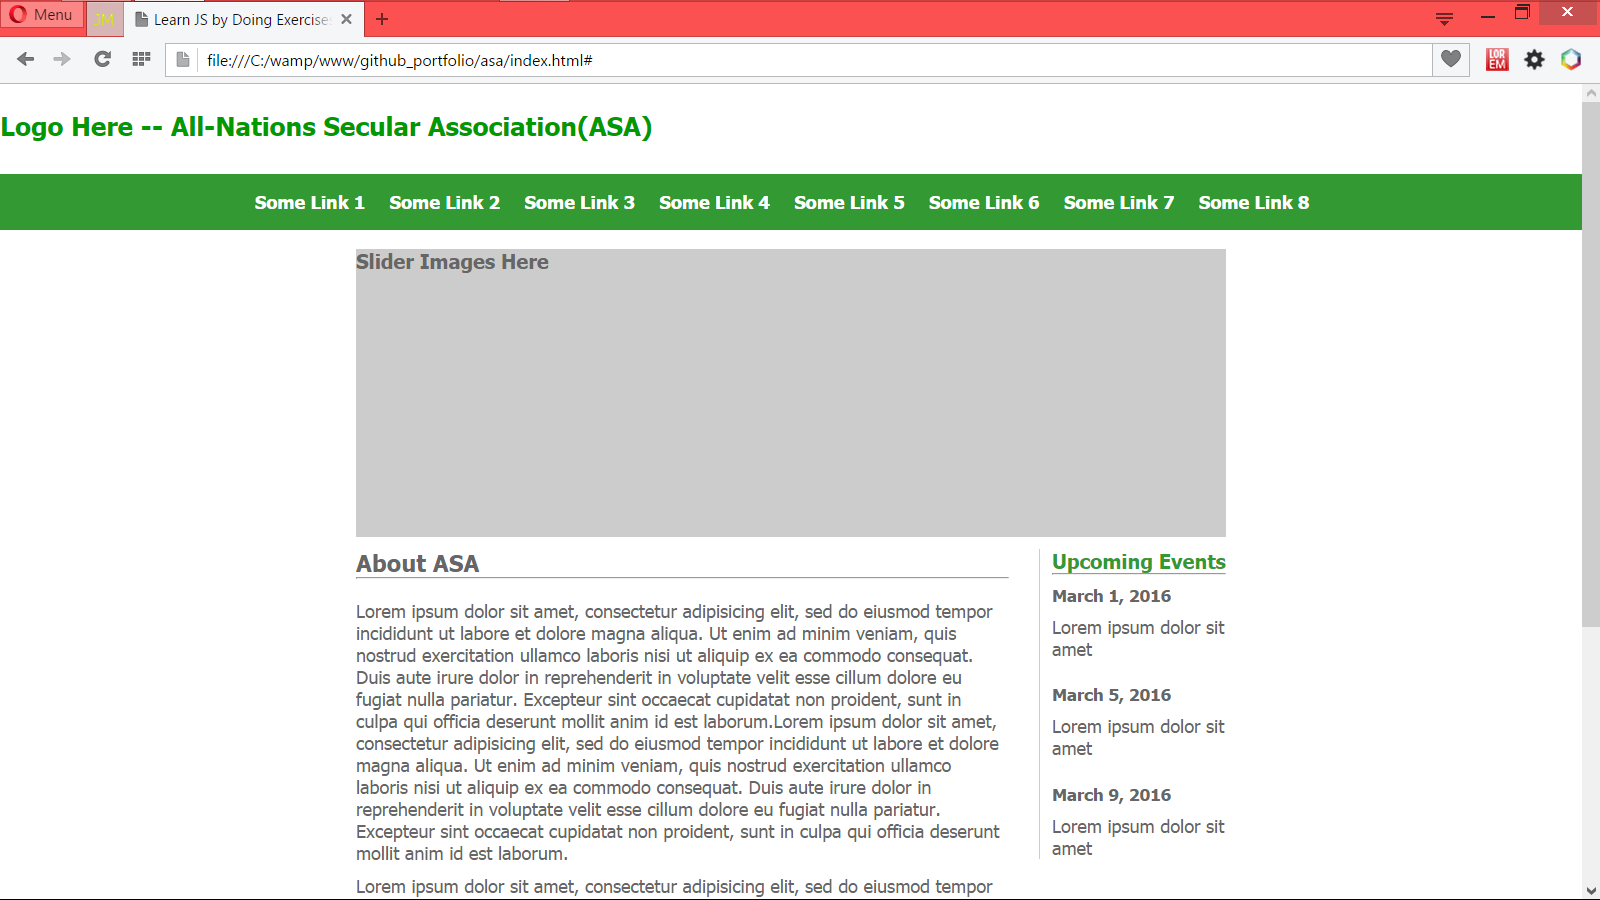 Menu
JM
Learn JS by Doing Exercise
file:///C:/wamp/www/github_portfolio/asa/index.html#
LOR
EM
Logo Here -- All-Nations Secular Association(ASA)
Some Link 1 Some Link 2 Some Link 3 Some Link 4 Some Link 5 Some Link 6 Some Link 7 Some Link 8
Slider Images Here
About ASA
Lorem ipsum dolor sit amet, consectetur adipisicing elit, sed do eiusmod tempor
incididunt ut labore et dolore magna aliqua. Ut enim ad minim veniam, quis
nostrud exercitation ullamco laboris nisi ut aliquip ex ea commodo consequat.
Duis aute irure dolor in reprehenderit in voluptate velit esse cillum dolore eu
fugiat nulla pariatur. Excepteur sint occaecat cupidatat non proident, sunt in
culpa qui officia deserunt mollit anim id est laborum.Lorem ipsum dolor sit amet,
consectetur adipisicing elit, sed do eiusmod tempor incididunt ut labore et dolore
magna aliqua. Ut enim ad minim veniam, quis nostrud exercitation ullamco
laboris nisi ut aliquip ex ea commodo consequat. Duis aute irure dolor in
reprehenderit in voluptate velit esse cillum dolore eu fugiat nulla pariatur.
Excepteur sint occaecat cupidatat non proident, sunt in culpa qui officia deserunt
mollit anim id est laborum.
Lorem ipsum dolor sit amet, consectetur adipisicing elit, sed do eiusmod tempor
Upcoming Events
March 1, 2016
Lorem ipsum dolor sit
amet
March 5, 2016
Lorem ipsum dolor sit
amet
March 9, 2016
Lorem ipsum dolor sit
amet